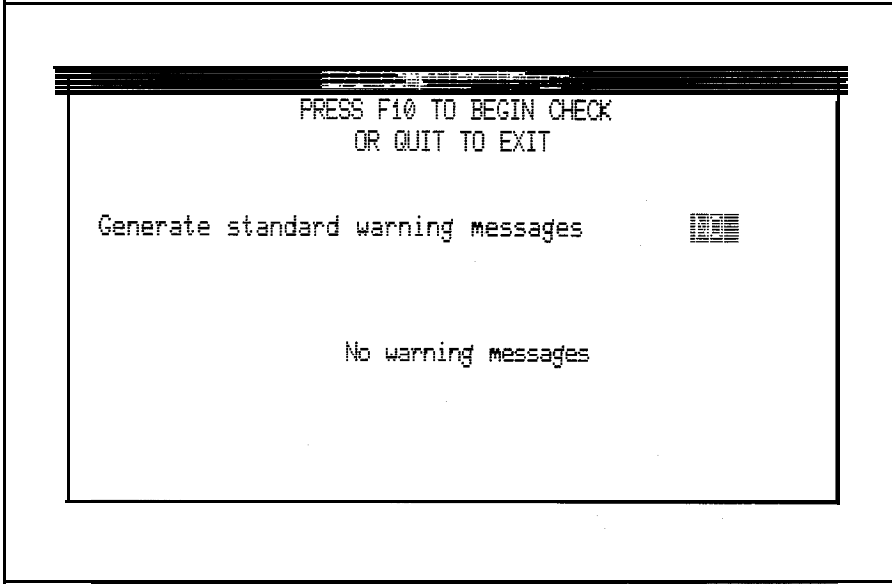 PRESS F10 TO BEGIN CHECK
OR QUIT TO EXIT
Generate standard warning messages
No warning messages